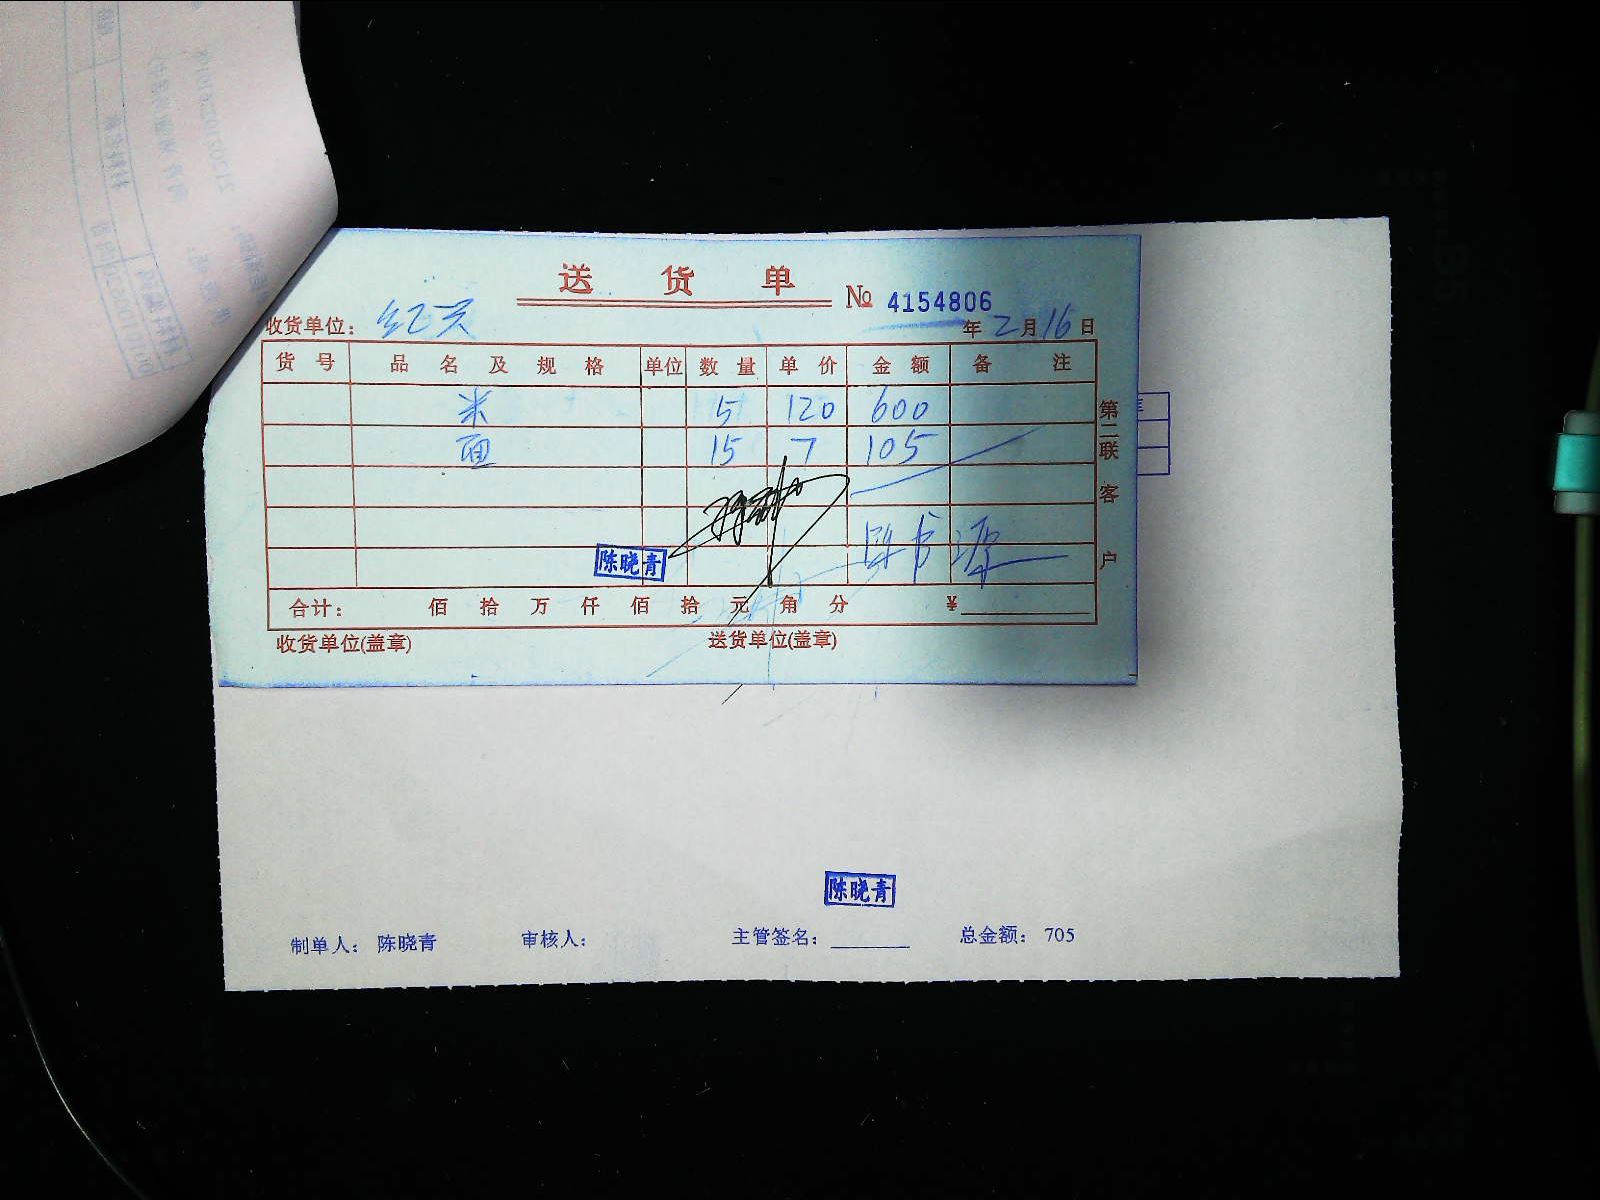 送 货 单 № 4154806
收货单位: 红兴 年 2 月 16 日
货 号 品 名 及 规 格 单位 数 量 单 价 金 额 备 注
米 5 120 600
面 15 7 105
陈晓青
合计: 佰 拾 万 仟 佰 拾 元 角 分 ¥
收货单位(盖章) 送货单位(盖章)
第二联 客户
陈晓青
制单人: 陈晓青 审核人: 主管签名: 总金额: 705